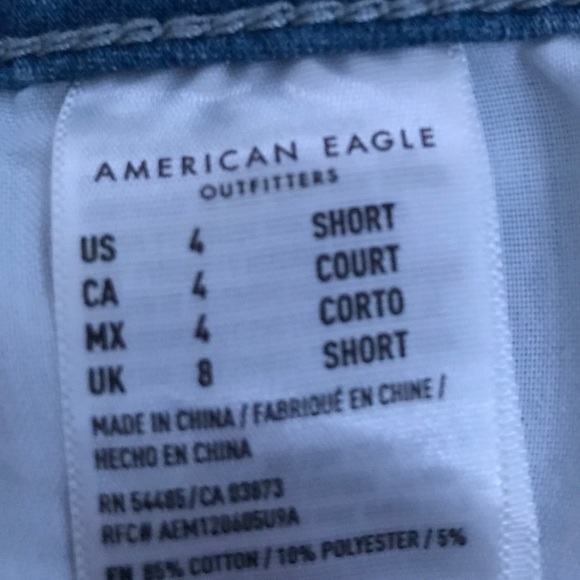 AMERICAN EAGLE
OUTFITTERS
US 4 SHORT
CA 4 COURT
MX 4 CORTO
UK 8 SHORT
MADE IN CHINA / FABRIQUÉ EN CHINE /
HECHO EN CHINA
RN 54485/CA 03873
RFC# AEM120605U9A
EN 85% COTTON / 10% POLYESTER / 5%